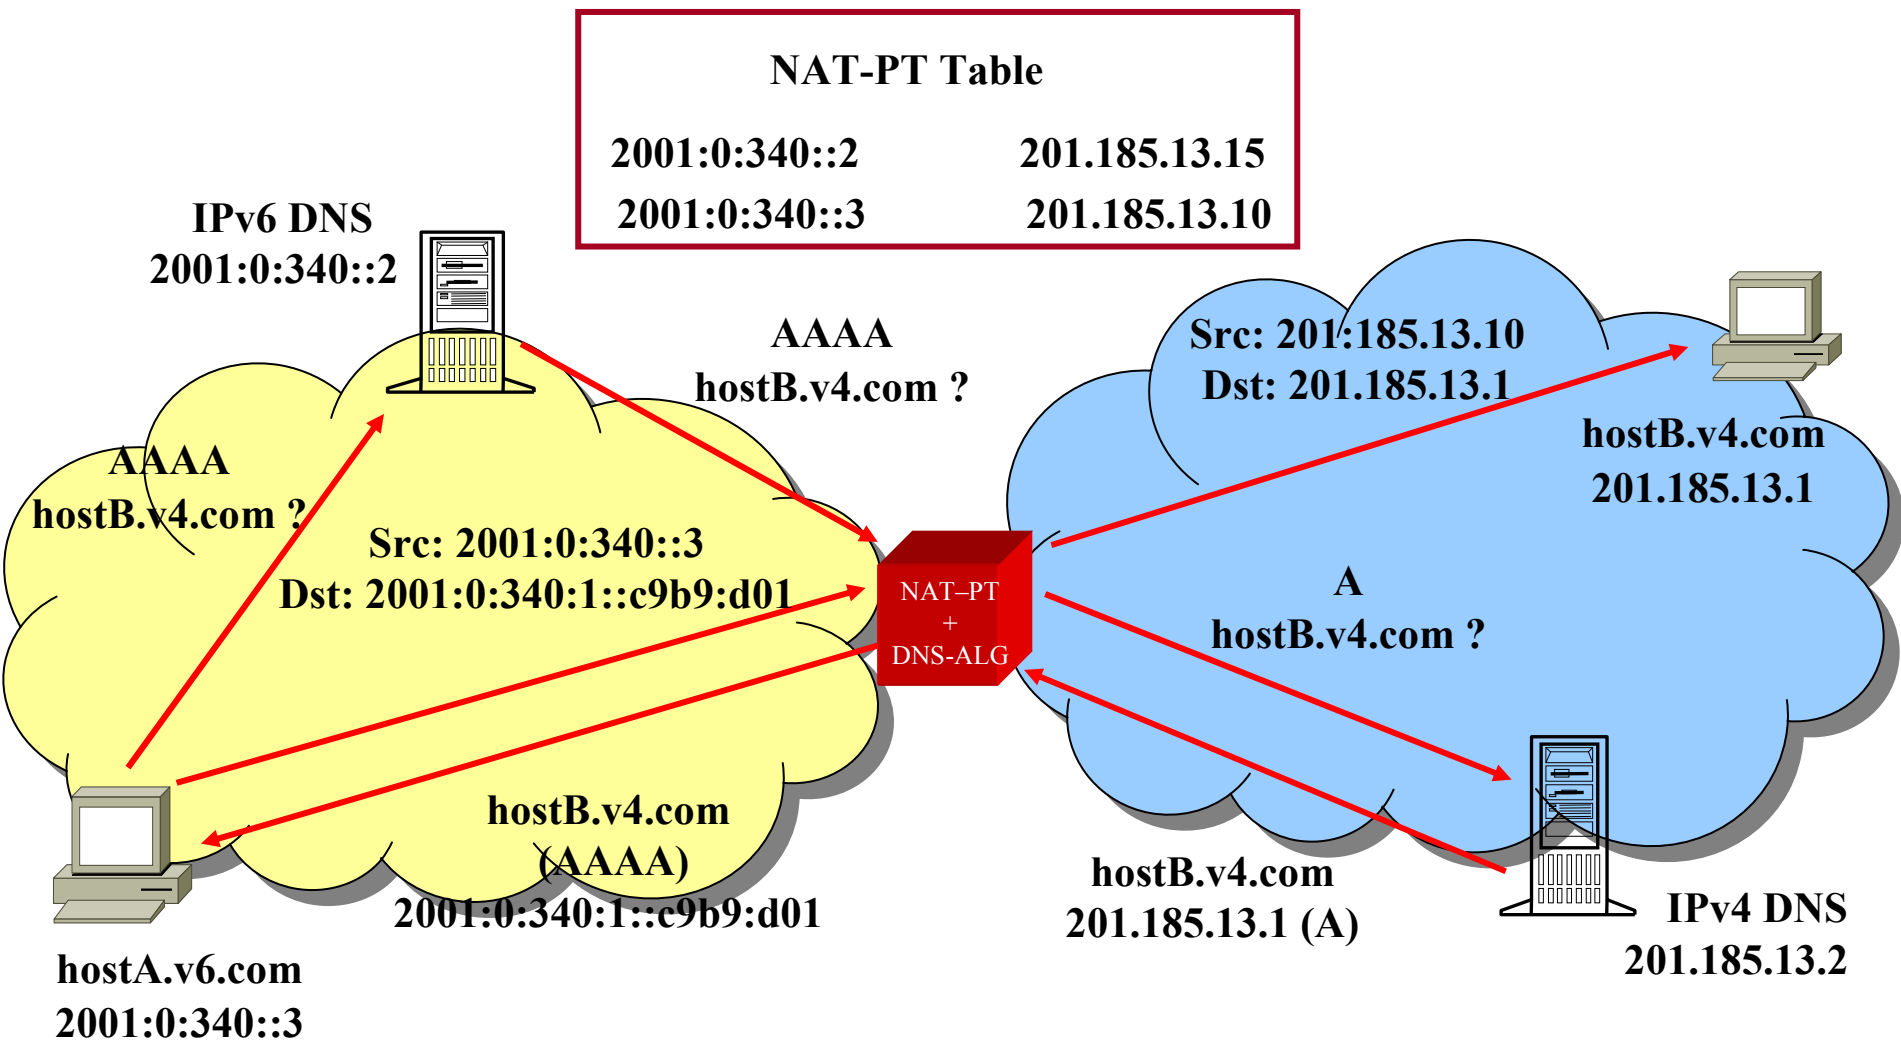 NAT-PT Table
2001:0:340::2 201.185.13.15
2001:0:340::3 201.185.13.10
IPv6 DNS
2001:0:340::2
AAAA
hostB.v4.com ?
Src: 201:185.13.10
Dst: 201.185.13.1
hostB.v4.com
201.185.13.1
AAAA
hostB.v4.com ?
Src: 2001:0:340::3
Dst: 2001:0:340:1::c9b9:d01
NAT–PT
+
DNS-ALG
A
hostB.v4.com ?
hostB.v4.com
(AAAA)
2001:0:340:1::c9b9:d01
hostB.v4.com
201.185.13.1 (A)
IPv4 DNS
201.185.13.2
hostA.v6.com
2001:0:340::3